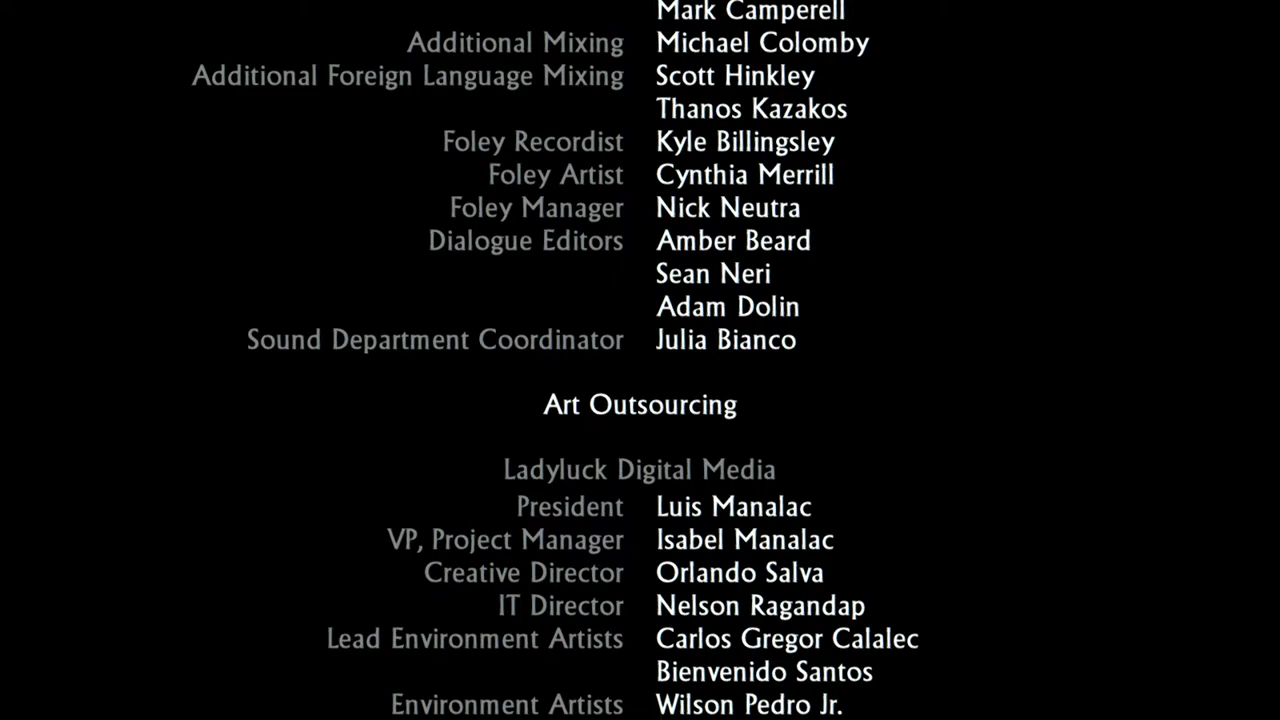 Mark Camperell
Additional Mixing Michael Colomby
Additional Foreign Language Mixing Scott Hinkley
Thanos Kazakos
Foley Recordist Kyle Billingsley
Foley Artist Cynthia Merrill
Foley Manager Nick Neutra
Dialogue Editors Amber Beard
Sean Neri
Adam Dolin
Sound Department Coordinator Julia Bianco
Art Outsourcing
Ladyluck Digital Media
President Luis Manalac
VP, Project Manager Isabel Manalac
Creative Director Orlando Salva
IT Director Nelson Ragandap
Lead Environment Artists Carlos Gregor Calalec
Bienvenido Santos
Environment Artists Wilson Pedro Jr.